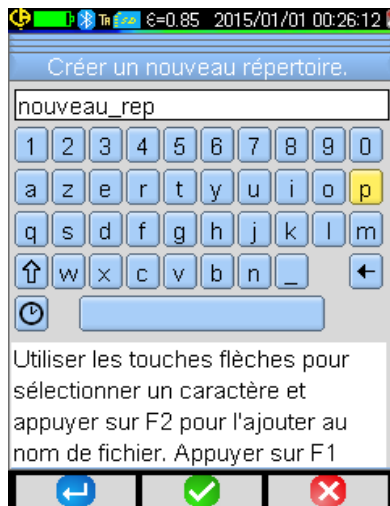 TA ε=0.85 2015/01/01 00:26:12
Créer un nouveau répertoire.
nouveau_rep
1 2 3 4 5 6 7 8 9 0
a z e r t y u i o p
q s d f g h j k l m
w x c v b n _
Utiliser les touches flèches pour
sélectionner un caractère et
appuyer sur F2 pour l'ajouter au
nom de fichier. Appuyer sur F1